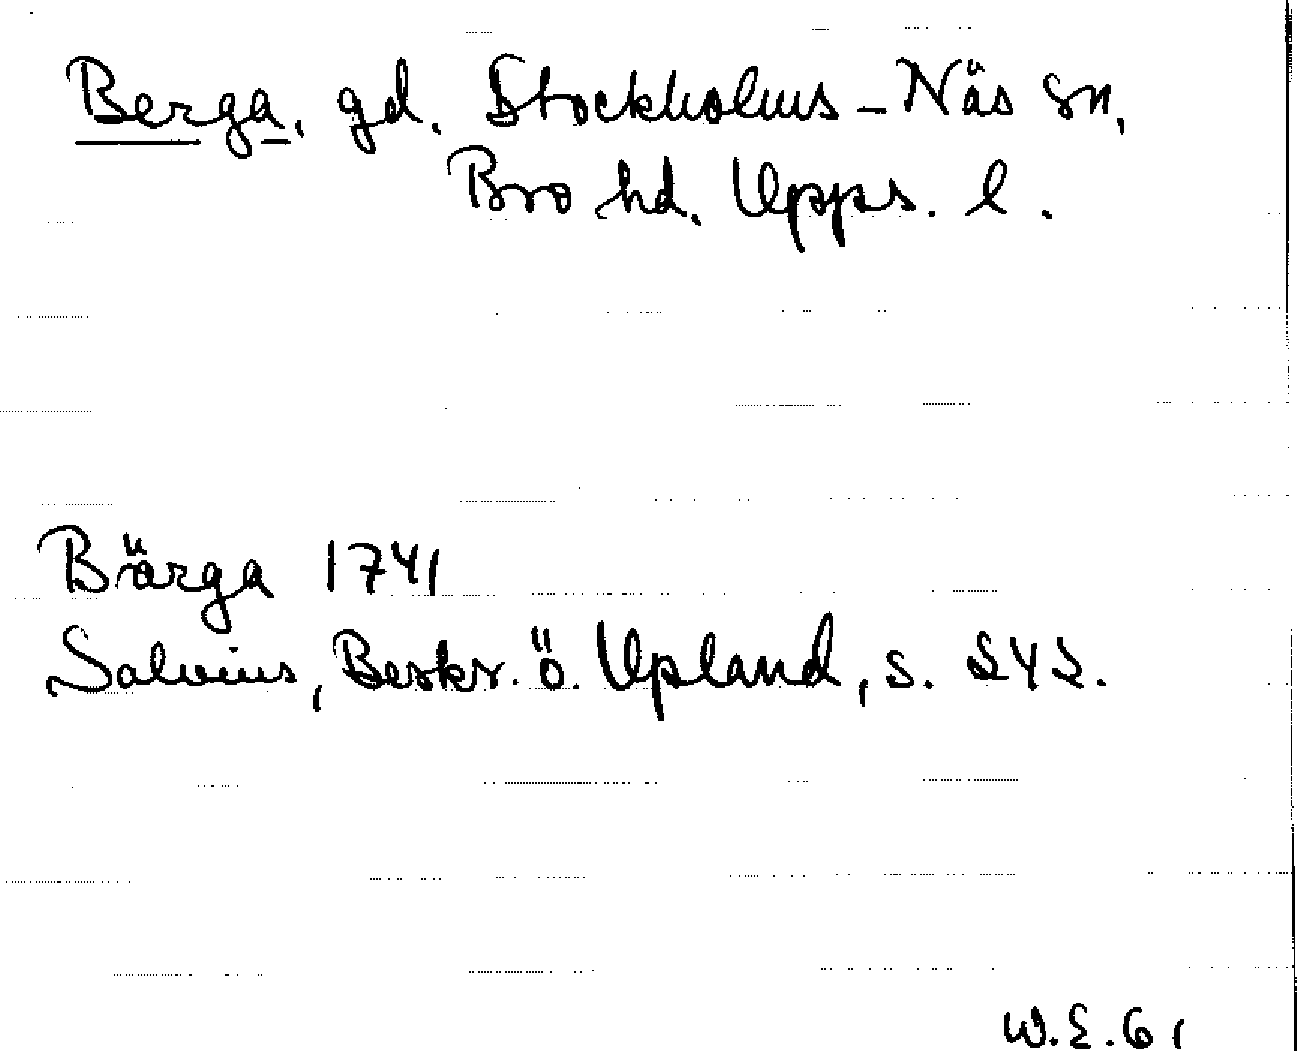 Berga, gd. Stockholms-Näs sn,
Bro hd. Upps. l.
Bärga 1741
Salvius, Beskr. ö. Upland, s. 242.
W.E. 61